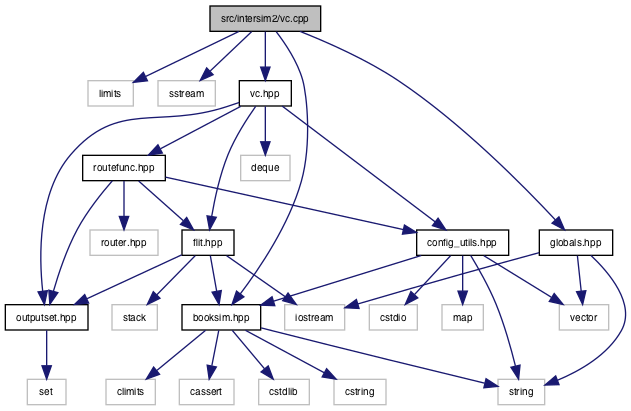 src/intersim2/vc.cpp
limits
sstream
vc.hpp
routefunc.hpp
deque
router.hpp
flit.hpp
config_utils.hpp
globals.hpp
outputset.hpp
stack
booksim.hpp
iostream
cstdio
map
vector
set
climits
cassert
cstdlib
cstring
string